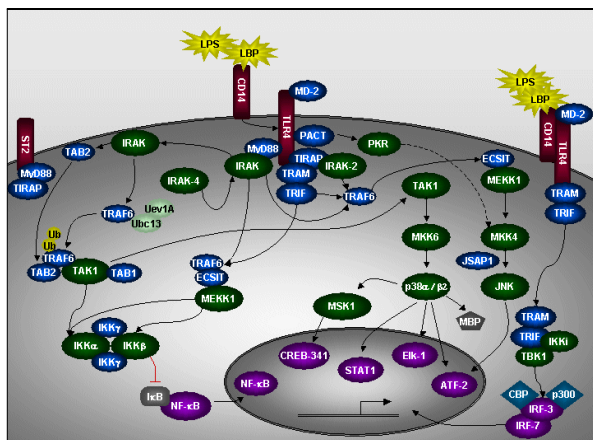 LPS
LBP
CD14
MD-2
TLR4
LPS
LBP
CD14
MD-2
TLR4
ST2
MyD88
TIRAP
TAB2
IRAK
IRAK
MyD88
PACT
TIRAP
TRAM
TRIF
IRAK-2
PKR
ECSIT
MEKK1
TRAM
TRIF
IRAK-4
TRAF6
TAK1
TRAF6
Uev1A
Ubc13
Ub
Ub
TRAF6
TAB2
TAK1
TAB1
MKK6
MKK4
JSAP1
TRAF6
ECSIT
MEKK1
p38α/β2
JNK
MSK1
MBP
TRAM
TRIF
IKKi
TBK1
IKKγ
IKKα
IKKβ
IKKγ
CREB-341
STAT1
Elk-1
ATF-2
IκB
NF-κB
NF-κB
CBP
p300
IRF-3
IRF-7